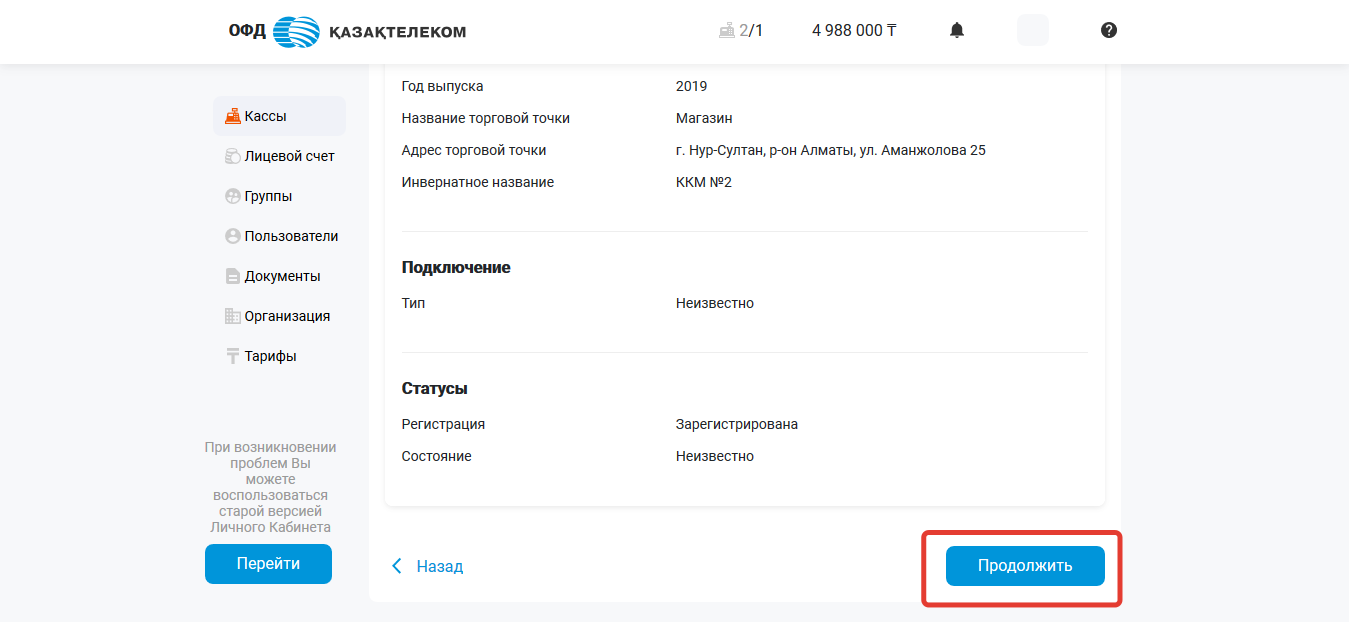 ОФД ҚАЗАҚТЕЛЕКОМ 2/1 4 988 000 ₸
Год выпуска 2019
Название торговой точки Магазин
Адрес торговой точки г. Нур-Султан, р-он Алматы, ул. Аманжолова 25
Инвернатное название ККМ №2
Подключение
Тип Неизвестно
Статусы
Регистрация Зарегистрирована
Состояние Неизвестно
Назад
Продолжить
Кассы
Лицевой счет
Группы
Пользователи
Документы
Организация
Тарифы
При возникновении
проблем Вы
можете
воспользоваться
старой версией
Личного Кабинета
Перейти